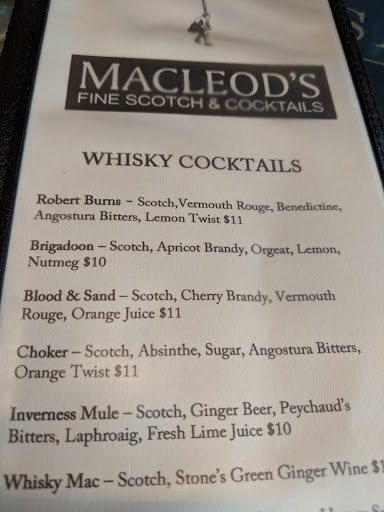 MACLEOD'S
FINE SCOTCH & COCKTAILS
WHISKY COCKTAILS
Robert Burns – Scotch,Vermouth Rouge, Benedictine,
Angostura Bitters, Lemon Twist $11
Brigadoon – Scotch, Apricot Brandy, Orgeat, Lemon,
Nutmeg $10
Blood & Sand – Scotch, Cherry Brandy, Vermouth
Rouge, Orange Juice $11
Choker – Scotch, Absinthe, Sugar, Angostura Bitters,
Orange Twist $11
Inverness Mule – Scotch, Ginger Beer, Peychaud's
Bitters, Laphroaig, Fresh Lime Juice $10
Whisky Mac – Scotch, Stone's Green Ginger Wine